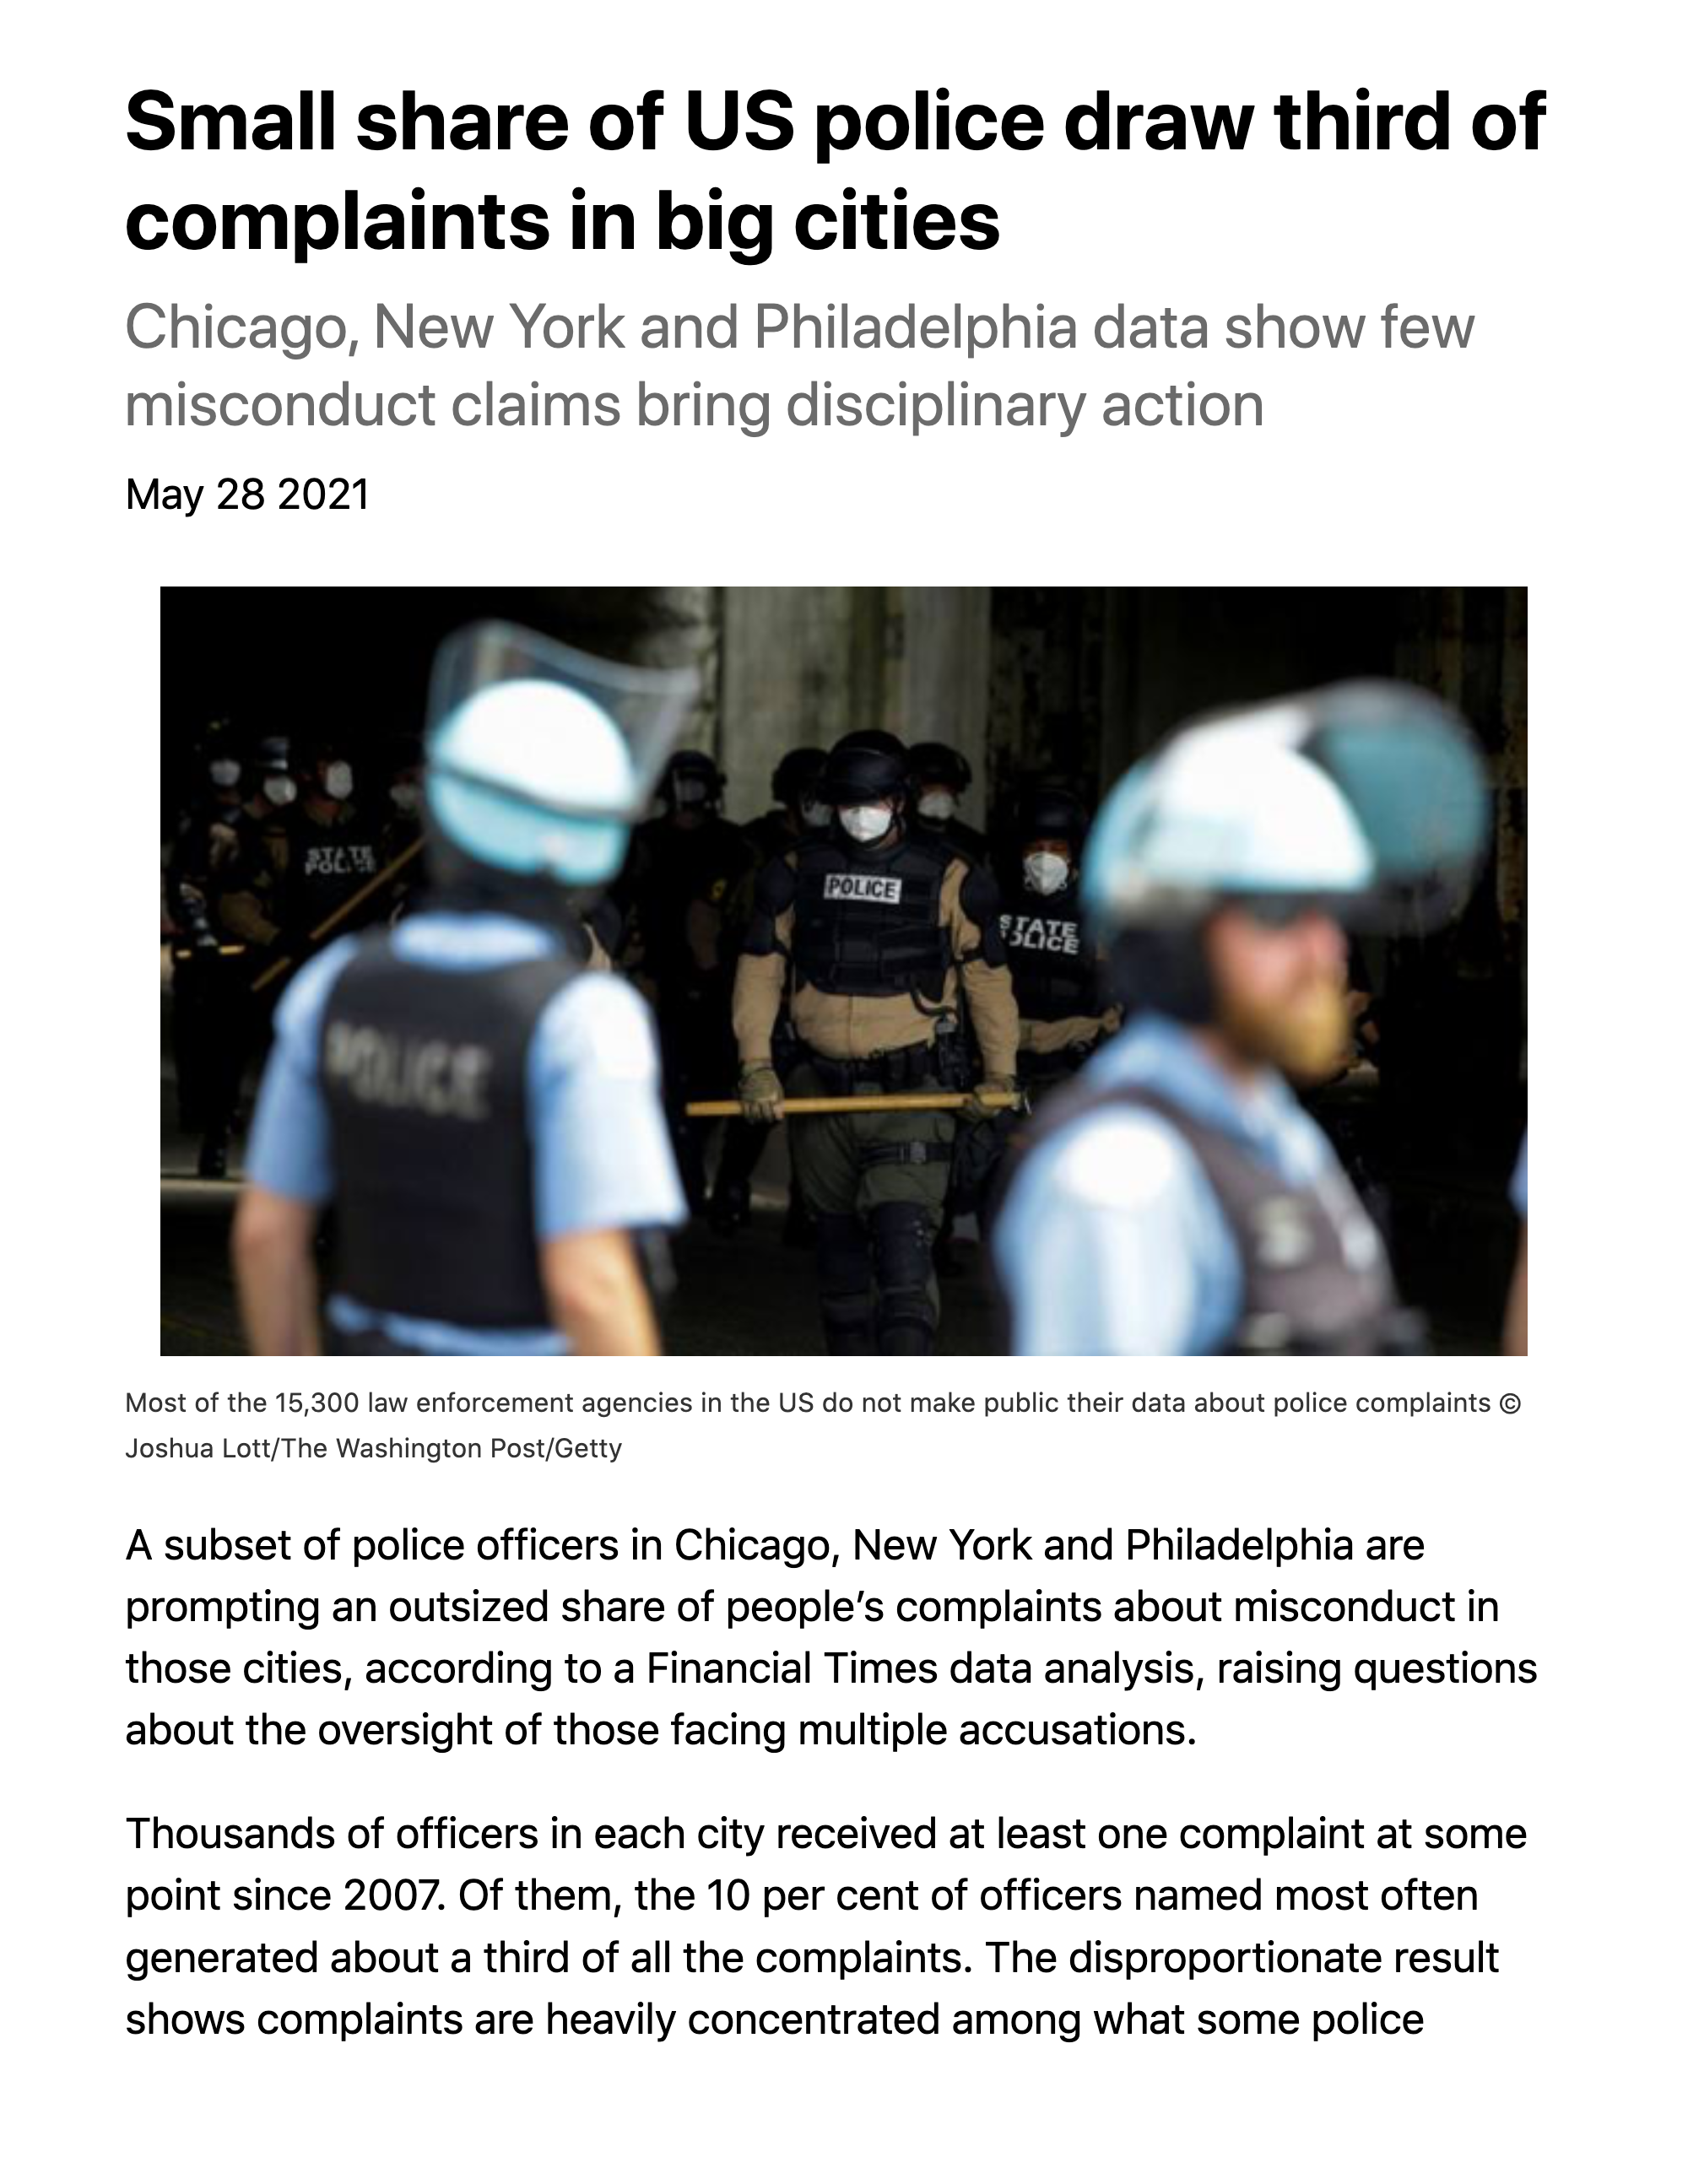 Small share of US police draw third of
complaints in big cities
Chicago, New York and Philadelphia data show few
misconduct claims bring disciplinary action
May 28 2021
STATE
POLICE
POLICE
STATE
POLICE
Most of the 15,300 law enforcement agencies in the US do not make public their data about police complaints ©
Joshua Lott/The Washington Post/Getty
A subset of police officers in Chicago, New York and Philadelphia are
prompting an outsized share of people’s complaints about misconduct in
those cities, according to a Financial Times data analysis, raising questions
about the oversight of those facing multiple accusations.
Thousands of officers in each city received at least one complaint at some
point since 2007. Of them, the 10 per cent of officers named most often
generated about a third of all the complaints. The disproportionate result
shows complaints are heavily concentrated among what some police